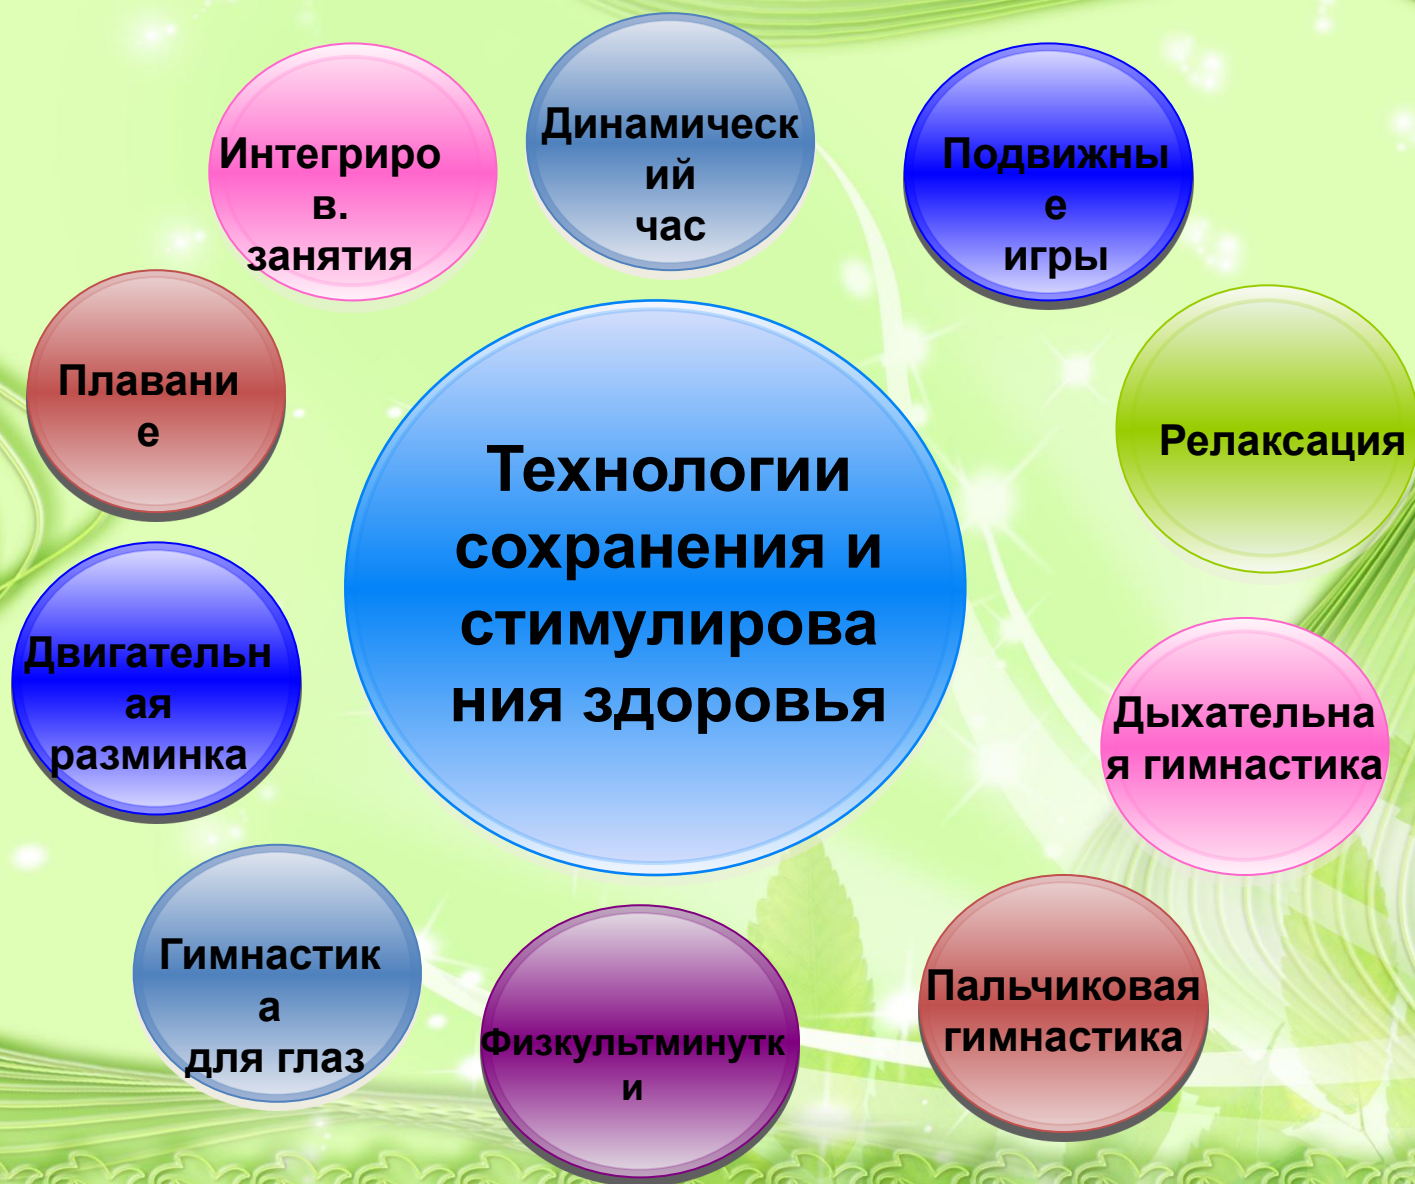 Динамическ
ий
час
Интегриро
в.
занятия
Подвижны
е
игры
Плавани
е
Релаксация
Технологии
сохранения и
стимулирова
ния здоровья
Двигательн
ая
разминка
Дыхательна
я гимнастика
Гимнастик
а
для глаз
Физкультминутк
и
Пальчиковая
гимнастика